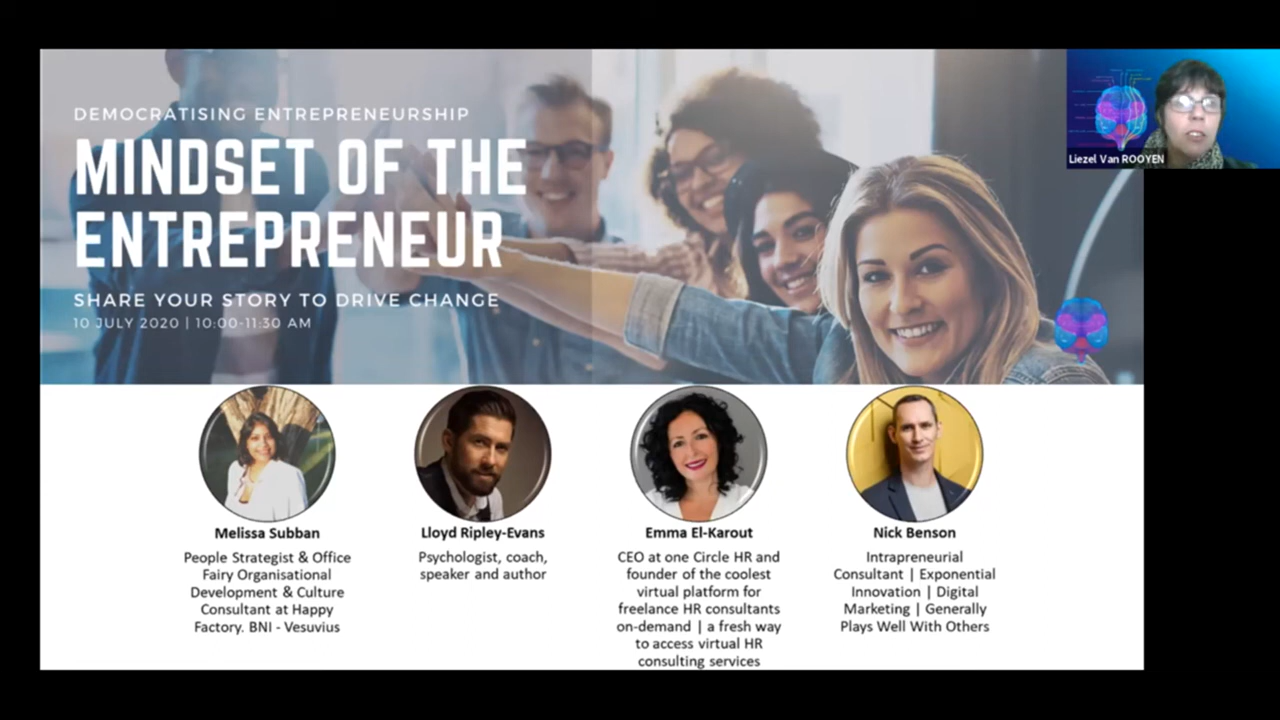 DEMOCRATISING ENTREPRENEURSHIP
MINDSET OF THE
ENTREPRENEUR
SHARE YOUR STORY TO DRIVE CHANGE
10 JULY 2020 | 10:00-11:30 AM
Liezel Van ROOYEN
Melissa Subban
People Strategist & Office
Fairy Organisational
Development & Culture
Consultant at Happy
Factory. BNI - Vesuvius
Lloyd Ripley-Evans
Psychologist, coach,
speaker and author
Emma El-Karout
CEO at one Circle HR and
founder of the coolest
virtual platform for
freelance HR consultants
on-demand | a fresh way
to access virtual HR
consulting services
Nick Benson
Intrapreneurial
Consultant | Exponential
Innovation | Digital
Marketing | Generally
Plays Well With Others